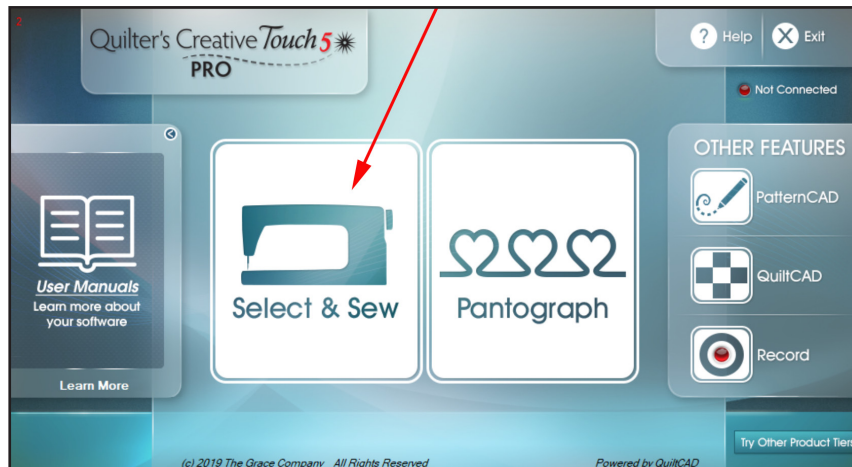 2
Quilter's Creative Touch 5
PRO
Help
Exit
Not Connected
User Manuals
Learn more about
your software
Learn More
Select & Sew
Pantograph
OTHER FEATURES
PatternCAD
QuiltCAD
Record
Try Other Product Tiers
(c) 2019 The Grace Company All Rights Reserved
Powered by QuiltCAD